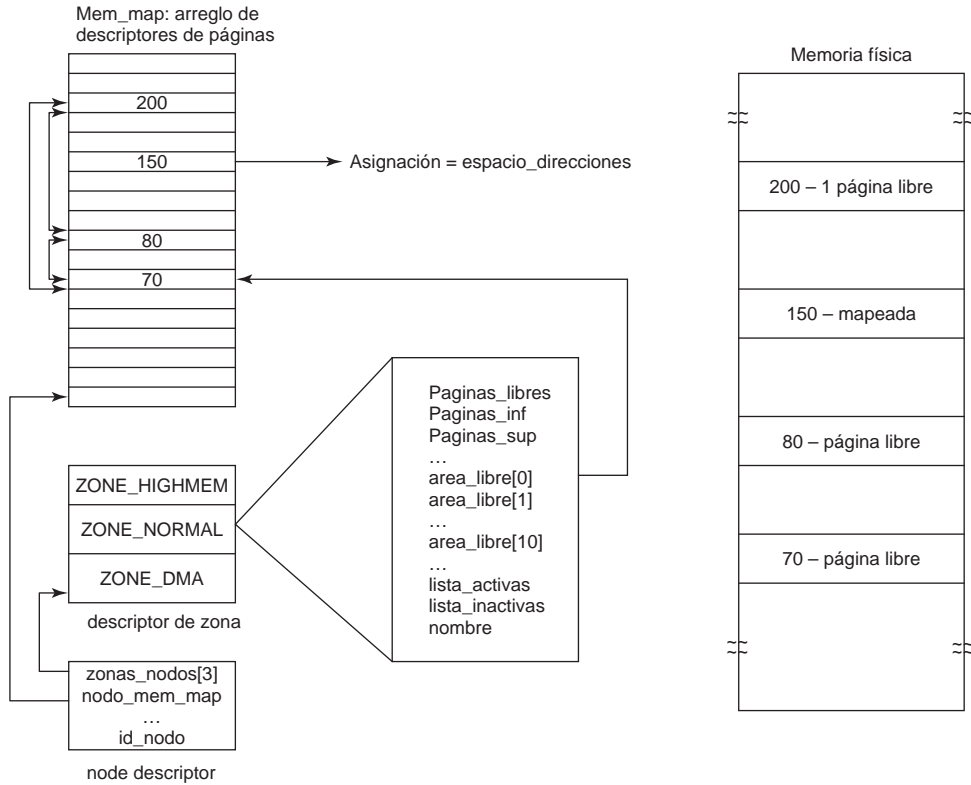 Mem_map: arreglo de
descriptores de páginas
200
150
80
70
Asignación = espacio_direcciones
Memoria física
200 – 1 página libre
150 – mapeada
80 – página libre
70 – página libre
Paginas_libres
Paginas_inf
Paginas_sup
…
area_libre[0]
area_libre[1]
…
area_libre[10]
…
lista_activas
lista_inactivas
nombre
ZONE_HIGHMEM
ZONE_NORMAL
ZONE_DMA
descriptor de zona
zonas_nodos[3]
nodo_mem_map
…
id_nodo
node descriptor